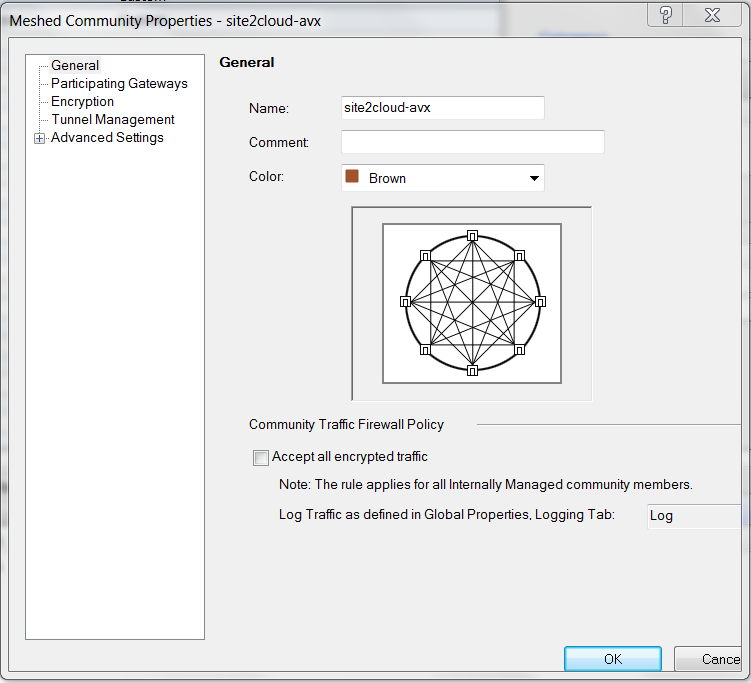 Meshed Community Properties - site2cloud-avx
General
Participating Gateways
Encryption
Tunnel Management
Advanced Settings
General
Name: site2cloud-avx
Comment:
Color: Brown
Community Traffic Firewall Policy
Accept all encrypted traffic
Note: The rule applies for all Internally Managed community members.
Log Traffic as defined in Global Properties, Logging Tab: Log
OK Cance